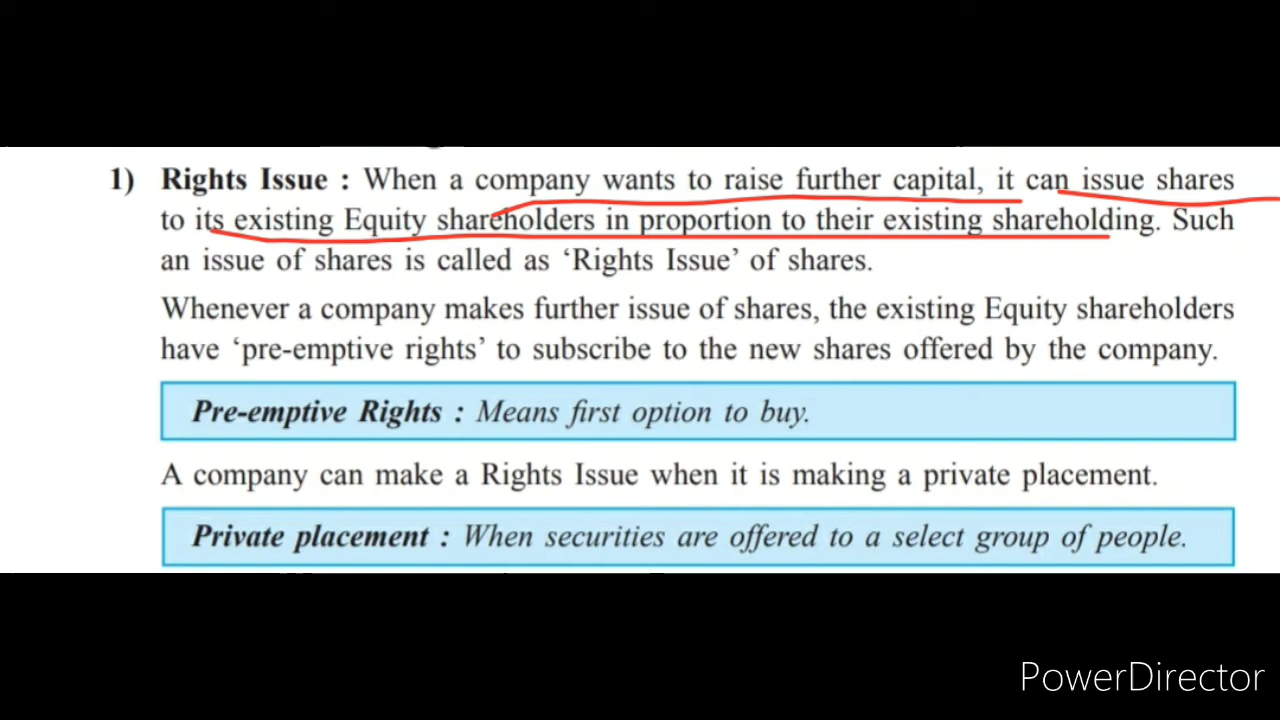 1) Rights Issue : When a company wants to raise further capital, it can issue shares
to its existing Equity shareholders in proportion to their existing shareholding. Such
an issue of shares is called as ‘Rights Issue’ of shares.
Whenever a company makes further issue of shares, the existing Equity shareholders
have ‘pre-emptive rights’ to subscribe to the new shares offered by the company.
Pre-emptive Rights : Means first option to buy.
A company can make a Rights Issue when it is making a private placement.
Private placement : When securities are offered to a select group of people.
PowerDirector